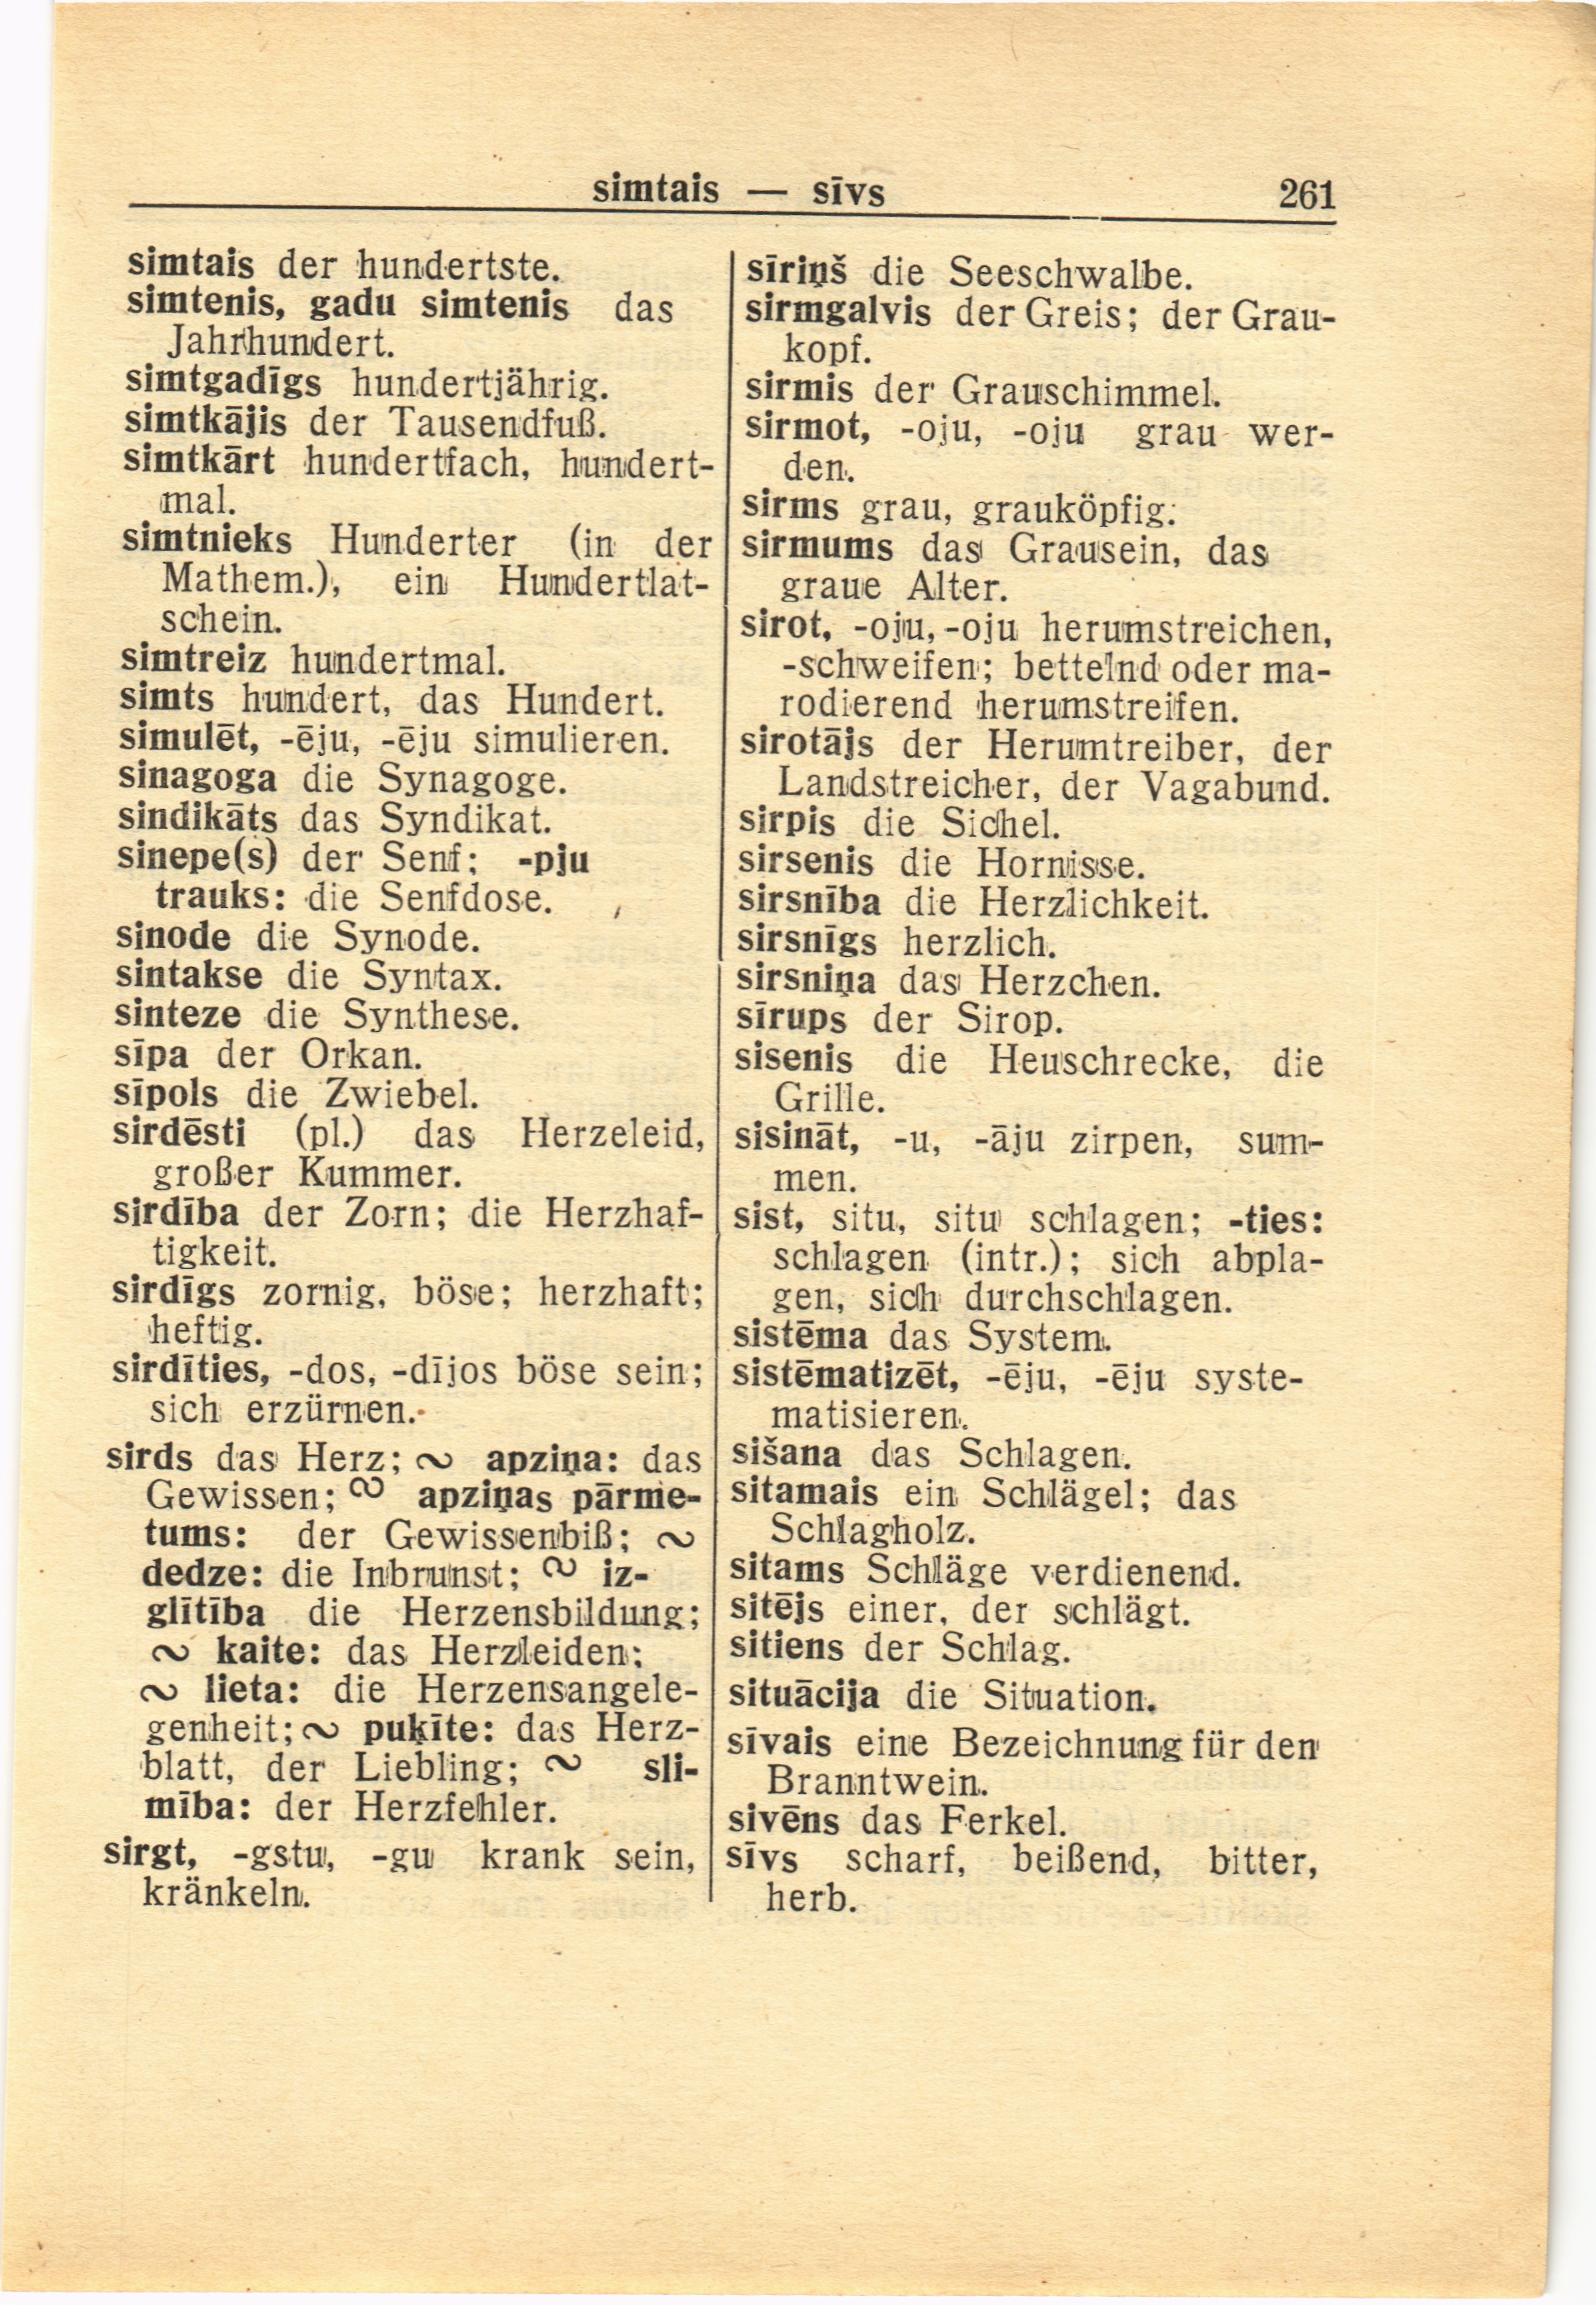 simtais — sīvs 261
simtais der hundertste.
simtenis, gadu simtenis das
Jahrhundert.
simtgadīgs hundertjährig.
simtkājis der Tausendfuß.
simtkārt hundertfach, hundert-
mal.
simtnieks Hunderter (in der
Mathem.), ein Hundertlat-
schein.
simtreiz hundertmal.
simts hundert, das Hundert.
simulēt, -ēju, -ēju simulieren.
sinagoga die Synagoge.
sindikāts das Syndikat.
sinepe(s) der Senf; -pju
trauks: die Senfdose.
sinode die Synode.
sintakse die Syntax.
sinteze die Synthese.
sīpa der Orkan.
sīpols die Zwiebel.
sirdēsti (pl.) das Herzeleid,
großer Kummer.
sirdība der Zorn; die Herzhaf-
tigkeit.
sirdīgs zornig, böse; herzhaft;
heftig.
sirdīties, -dos, -dījos böse sein;
sich erzürnen.
sirds das Herz; ∾ apziņa: das
Gewissen; ∾ apziņas pārme-
tums: der Gewissenbiß; ∾
dedze: die Inbrunst; ∾ iz-
glītība die Herzensbildung;
∾ kaite: das Herzleiden;
∾ lieta: die Herzensangele-
genheit; ∾ puķīte: das Herz-
blatt, der Liebling; ∾ sli-
mība: der Herzfehler.
sirgt, -gstu, -gu krank sein,
kränkeln.
sīriņš die Seeschwalbe.
sirmgalvis der Greis; der Grau-
kopf.
sirmis der Grauschimmel.
sirmot, -oju, -oju grau wer-
den.
sirms grau, grauköpfig.
sirmums das Grausein, das
graue Alter.
sirot, -oju, -oju herumstreichen,
-schweifen; bettelnd oder ma-
rodierend herumstreifen.
sirotājs der Herumtreiber, der
Landstreicher, der Vagabund.
sirpis die Sichel.
sirsenis die Hornisse.
sirsnība die Herzlichkeit.
sirsnīgs herzlich.
sirsniņa das Herzchen.
sīrups der Sirop.
sisenis die Heuschrecke, die
Grille.
sisināt, -u, -āju zirpen, sum-
men.
sist, situ, situ schlagen; -ties:
schlagen (intr.); sich abpla-
gen, sich durchschlagen.
sistēma das System.
sistēmatizēt, -ēju, -ēju syste-
matisieren.
sišana das Schlagen.
sitamais ein Schlägel; das
Schlagholz.
sitams Schläge verdienend.
sitējs einer, der schlägt.
sitiens der Schlag.
situācija die Situation.
sīvais eine Bezeichnung für den
Branntwein.
sivēns das Ferkel.
sīvs scharf, beißend, bitter,
herb.